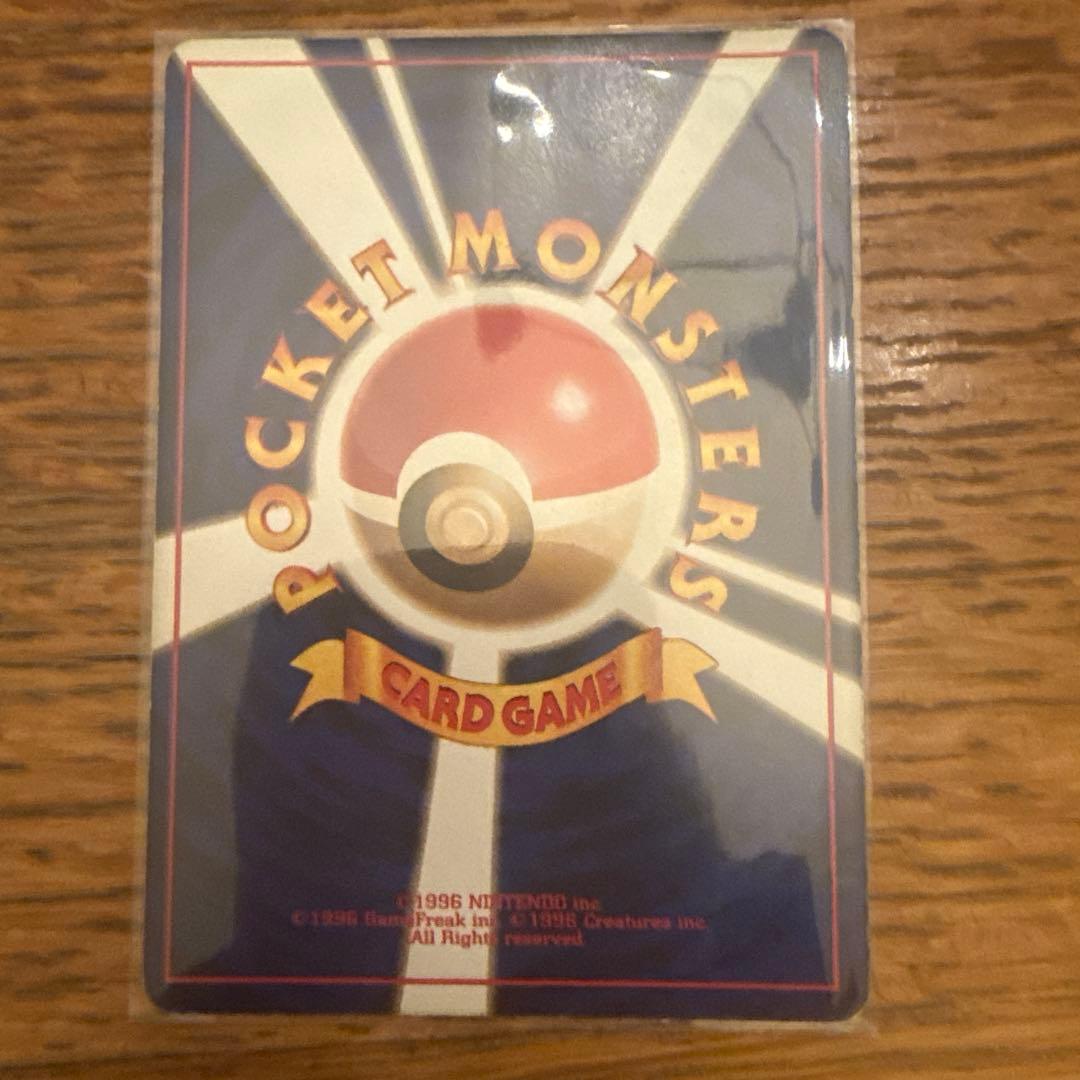 POCKET MONSTERS
CARD GAME
©1996 NINTENDO inc.
©1996 GameFreak inc. ©1996 Creatures inc.
All Rights reserved.